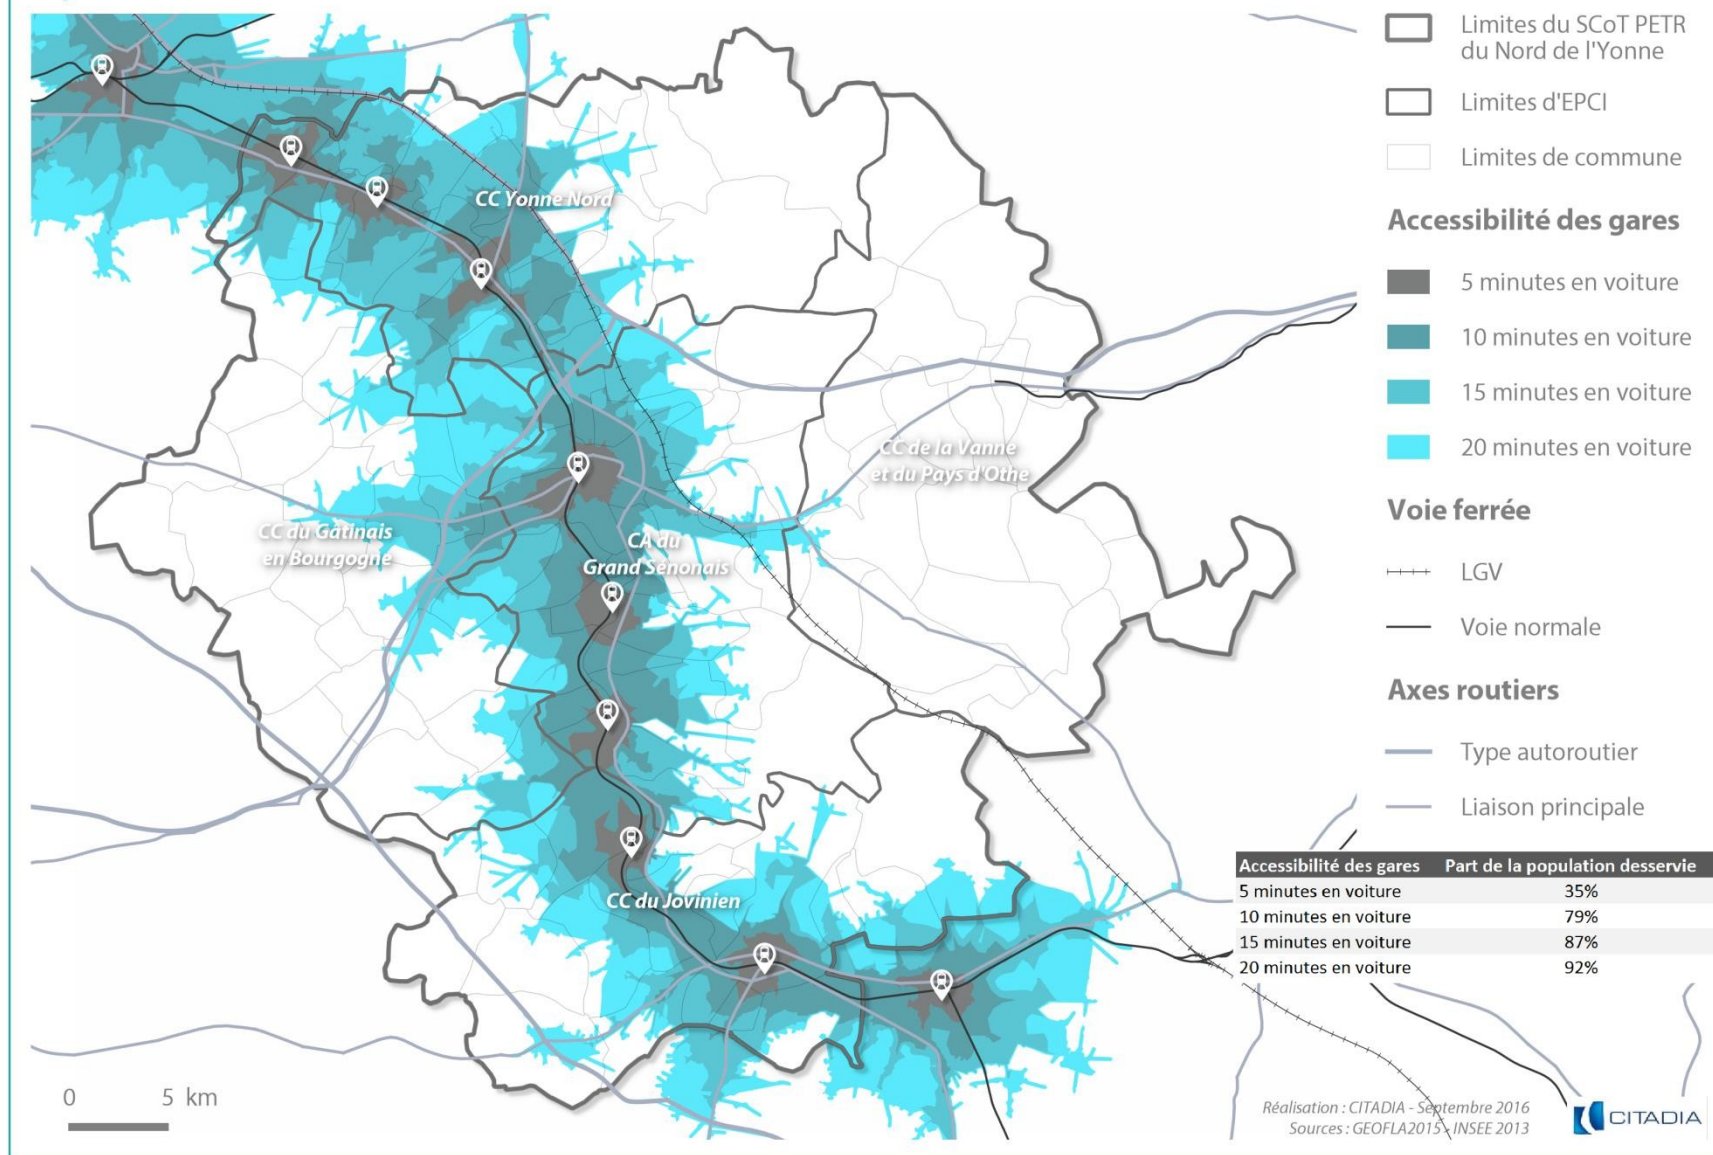 Limites du SCoT PETR
du Nord de l'Yonne
Limites d'EPCI
Limites de commune
Accessibilité des gares
5 minutes en voiture
10 minutes en voiture
15 minutes en voiture
20 minutes en voiture
Voie ferrée
LGV
Voie normale
Axes routiers
Type autoroutier
Liaison principale
CC Yonne Nord
CC de la Vanne
et du Pays d'Othe
CC du Gâtinais
en Bourgogne
CA du
Grand Sénonais
CC du Jovinien
Accessibilité des gares Part de la population desservie
5 minutes en voiture 35%
10 minutes en voiture 79%
15 minutes en voiture 87%
20 minutes en voiture 92%
0 5 km
Réalisation : CITADIA - Septembre 2016
Sources : GEOFLA2015 - INSEE 2013
CITADIA